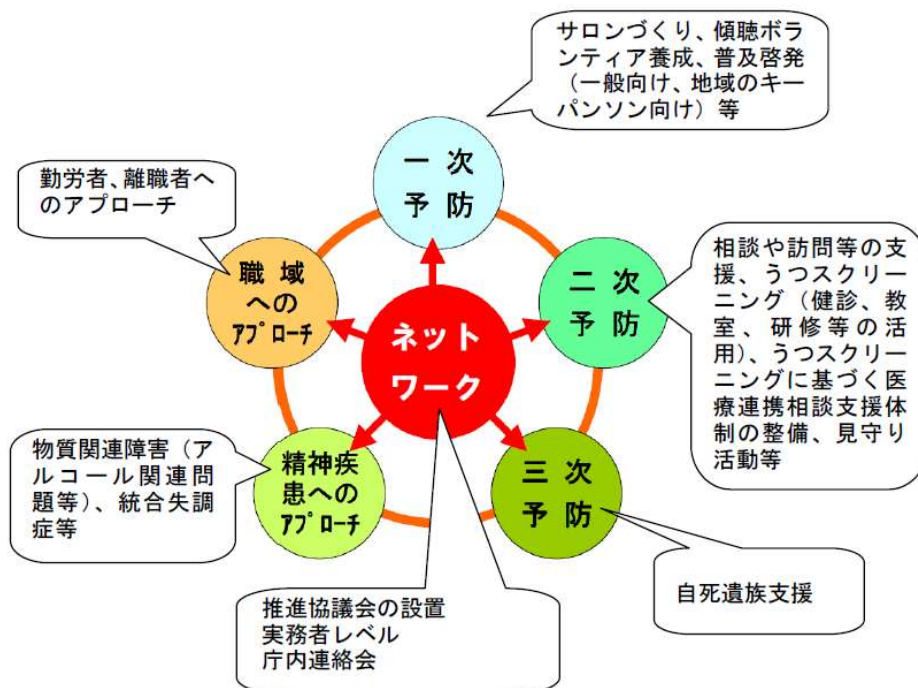 サロンづくり、傾聴ボラ
ンティア養成、普及啓発
（一般向け、地域のキー
パンソン向け）等
一 次
予 防
勤労者、離職者へ
のアプローチ
職 域
への
ｱﾌﾟﾛｰﾁ
二 次
予 防
相談や訪問等の支
援、うつスクリー
ニング（健診、教
室、研修等の活
用）、うつスクリー
ニングに基づく医
療連携相談支援体
制の整備、見守り
活動等
ネット
ワーク
物質関連障害（ア
ルコール関連問
題等）、統合失調
症等
精神疾
患への
ｱﾌﾟﾛｰﾁ
三 次
予 防
推進協議会の設置
実務者レベル
庁内連絡会
自死遺族支援